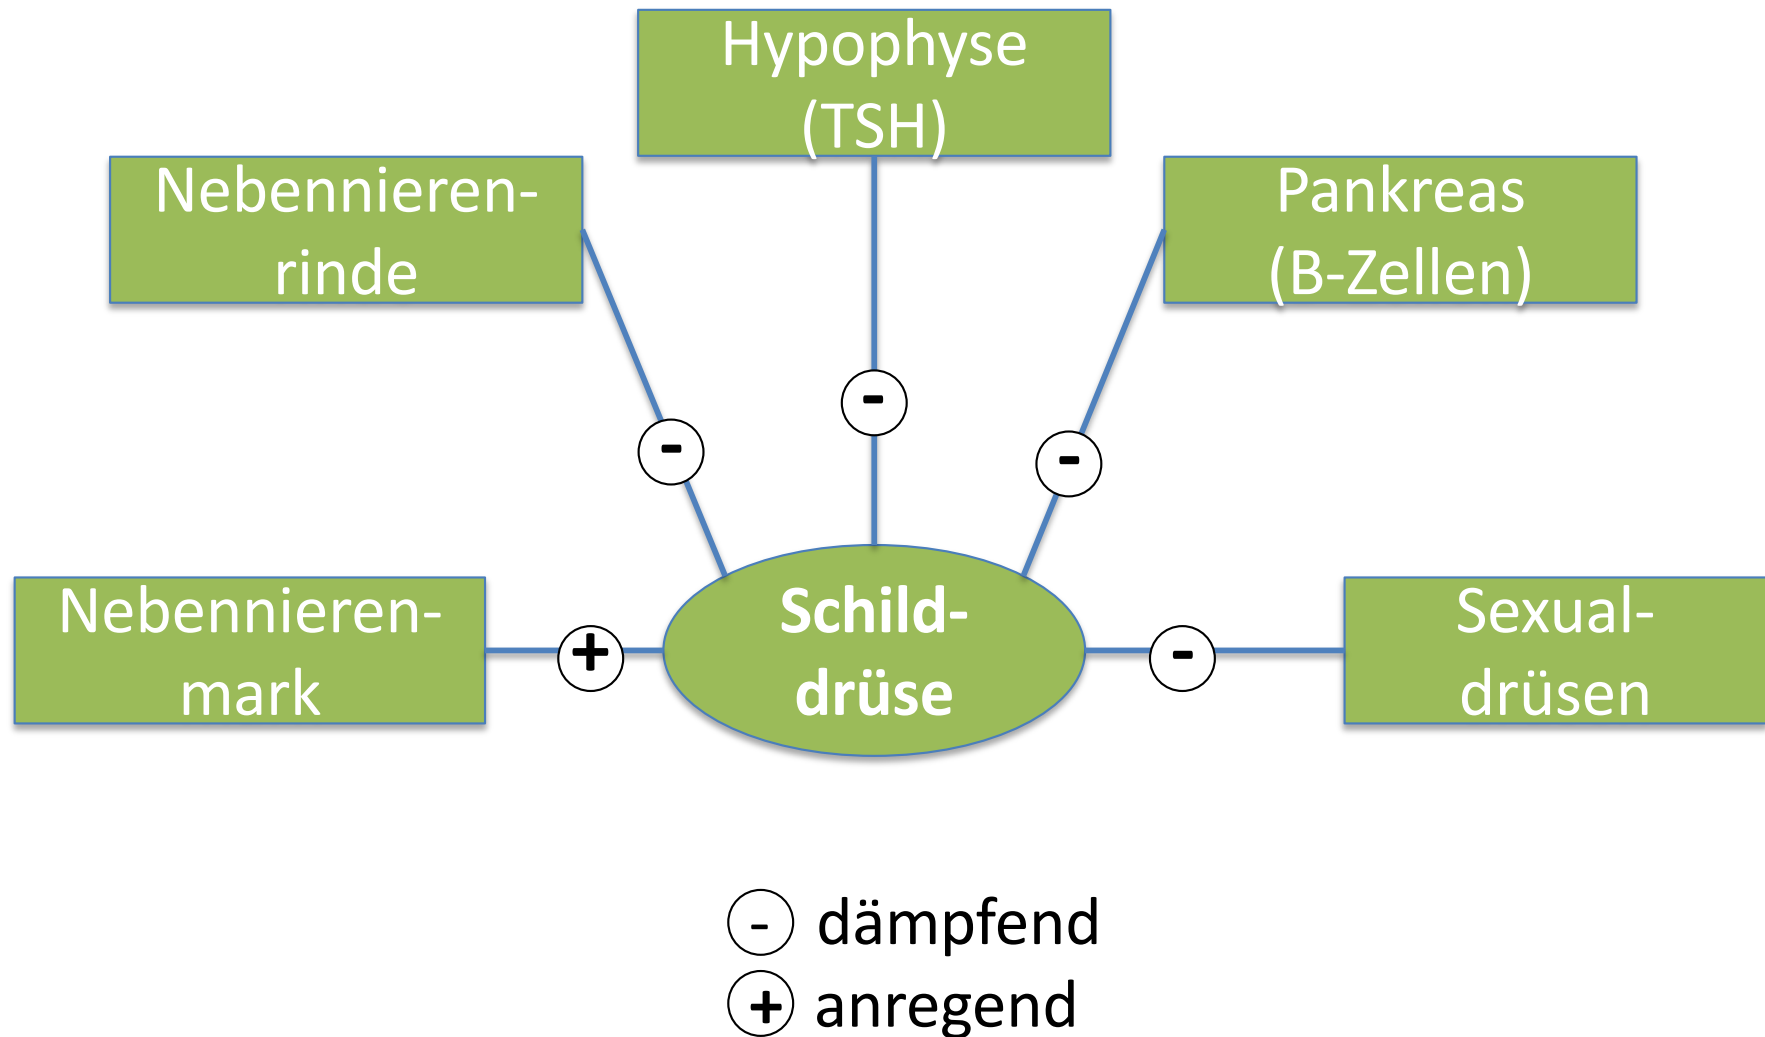 Hypophyse
(TSH)
Nebennieren-
rinde
Pankreas
(B-Zellen)
-
-
-
Nebennieren-
mark
+
Schild-
drüse
-
Sexual-
drüsen
- dämpfend
+ anregend